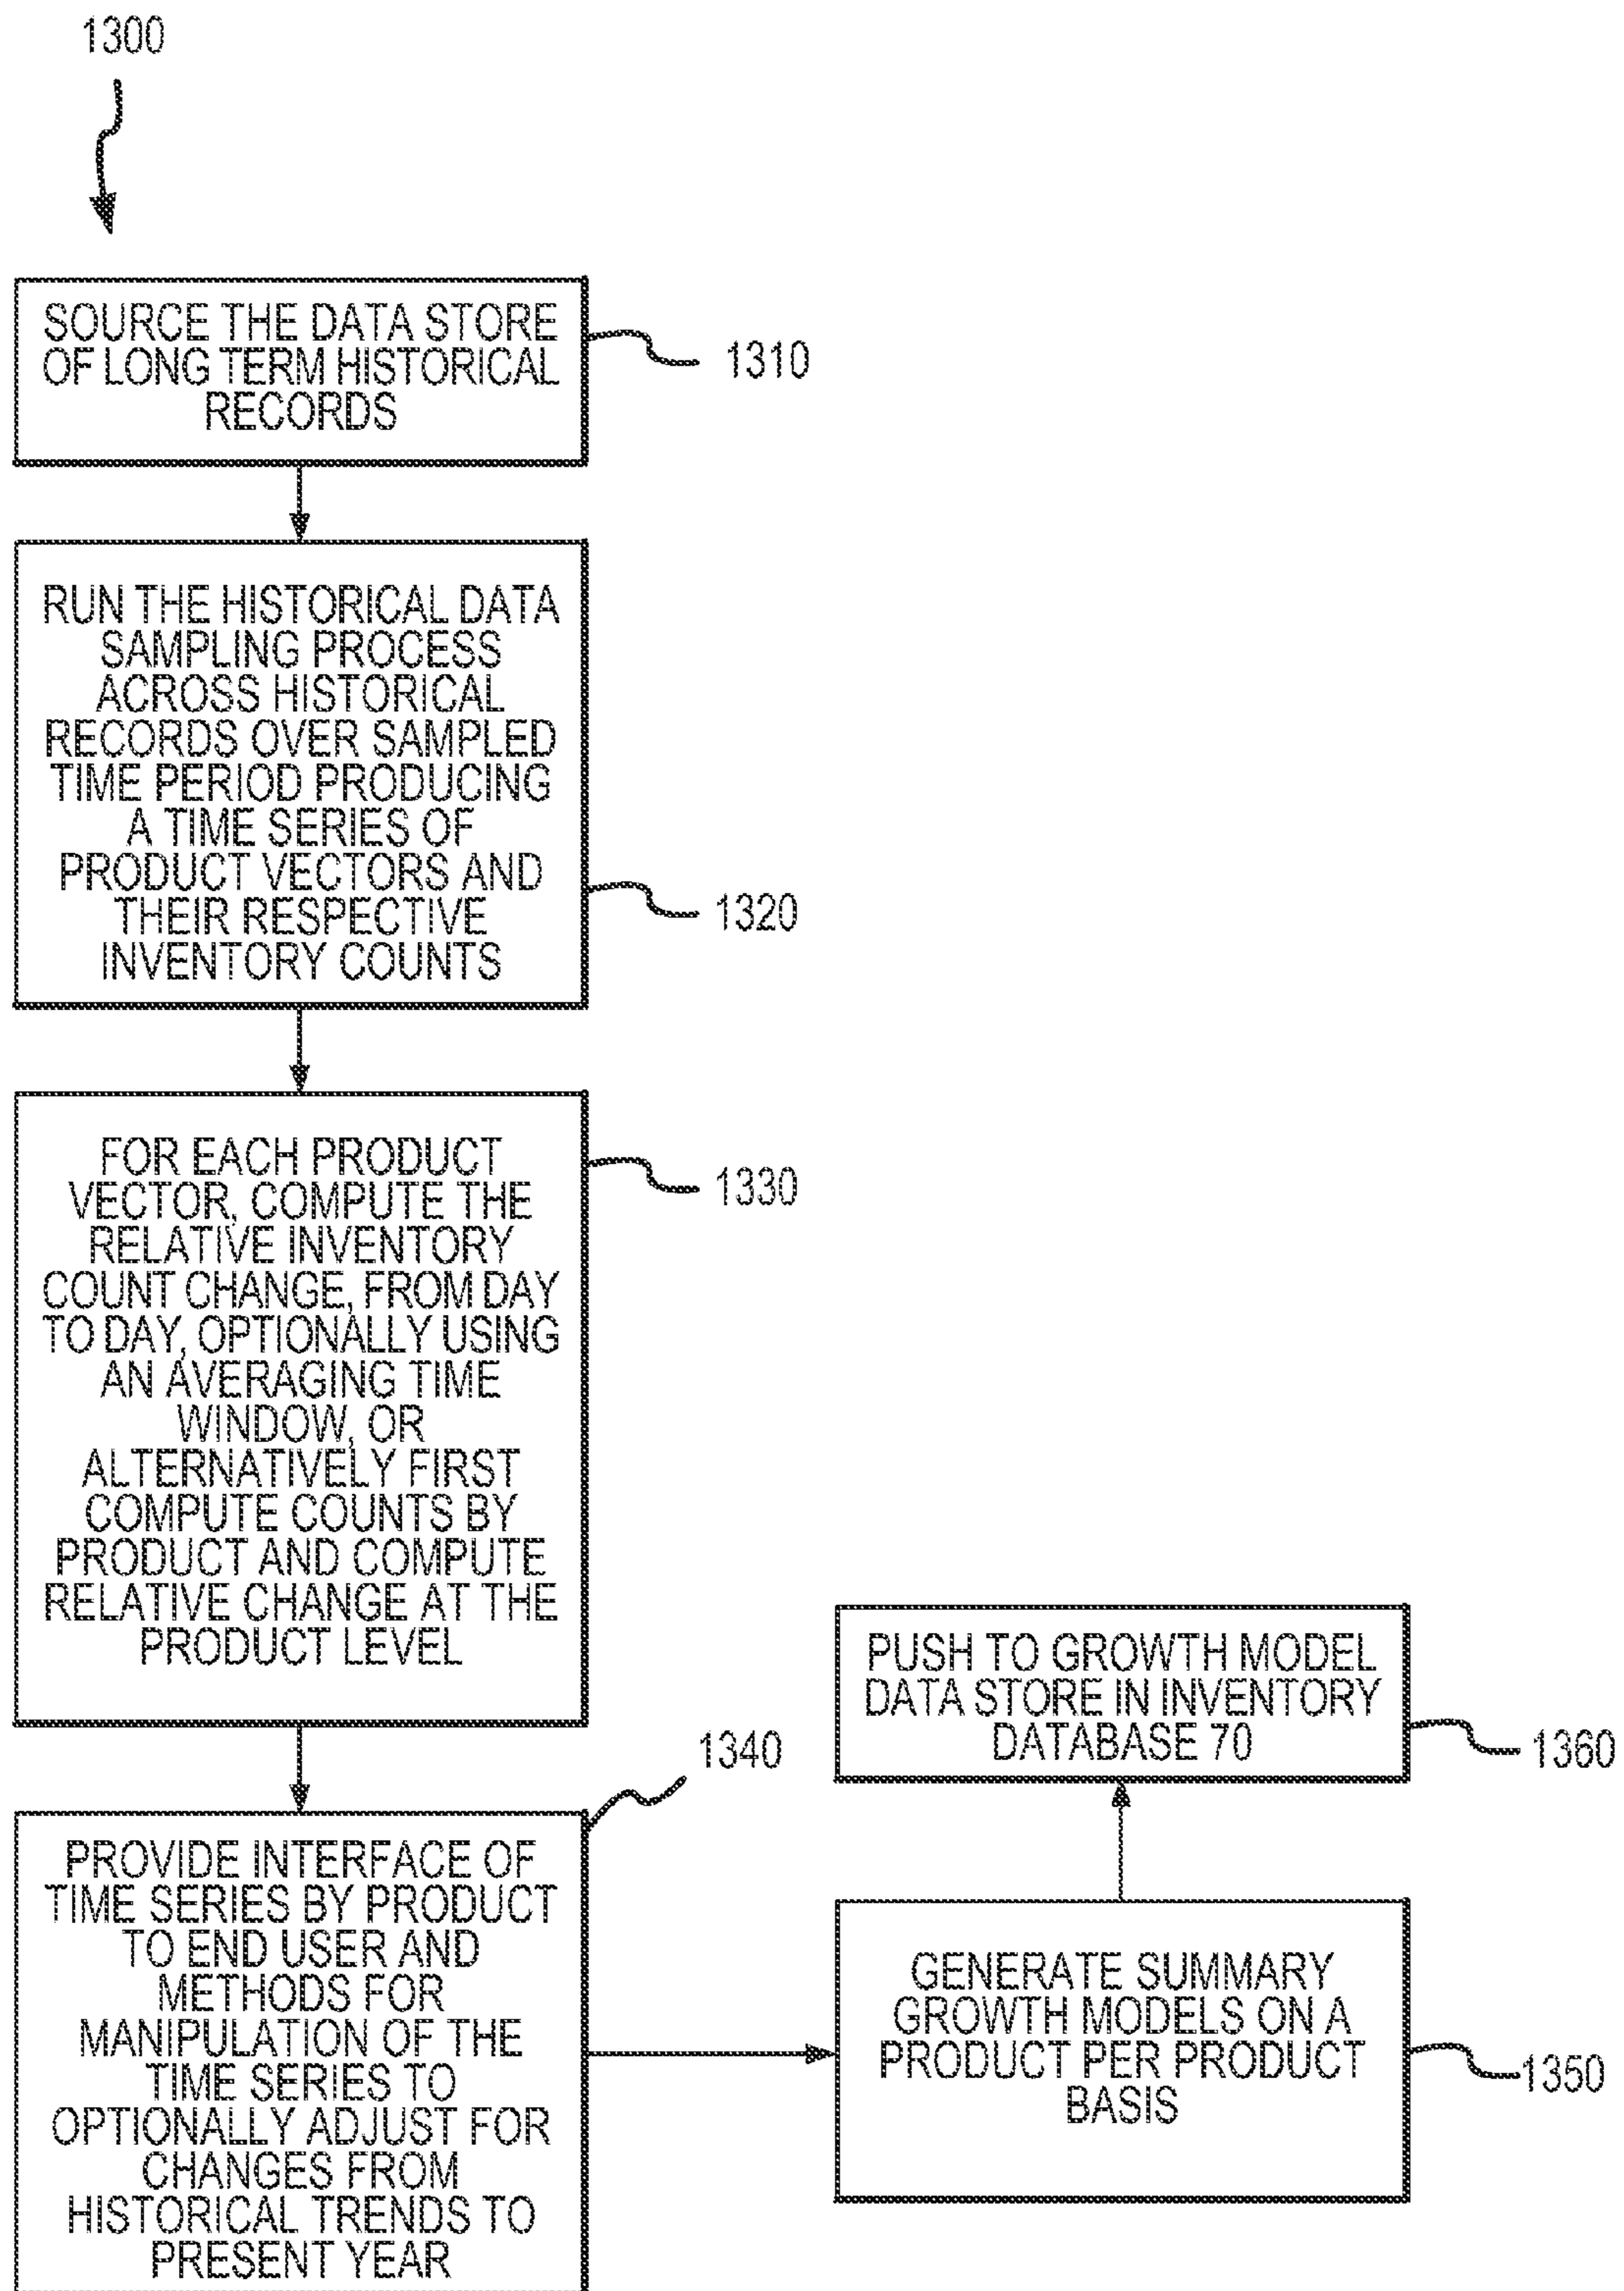 1300
SOURCE THE DATA STORE
OF LONG TERM HISTORICAL
RECORDS
1310
RUN THE HISTORICAL DATA
SAMPLING PROCESS
ACROSS HISTORICAL
RECORDS OVER SAMPLED
TIME PERIOD PRODUCING
A TIME SERIES OF
PRODUCT VECTORS AND
THEIR RESPECTIVE
INVENTORY COUNTS
1320
FOR EACH PRODUCT
VECTOR, COMPUTE THE
RELATIVE INVENTORY
COUNT CHANGE, FROM DAY
TO DAY, OPTIONALLY USING
AN AVERAGING TIME
WINDOW, OR
ALTERNATIVELY FIRST
COMPUTE COUNTS BY
PRODUCT AND COMPUTE
RELATIVE CHANGE AT THE
PRODUCT LEVEL
1330
PROVIDE INTERFACE OF
TIME SERIES BY PRODUCT
TO END USER AND
METHODS FOR
MANIPULATION OF THE
TIME SERIES TO
OPTIONALLY ADJUST FOR
CHANGES FROM
HISTORICAL TRENDS TO
PRESENT YEAR
1340
GENERATE SUMMARY
GROWTH MODELS ON A
PRODUCT PER PRODUCT
BASIS
1350
PUSH TO GROWTH MODEL
DATA STORE IN INVENTORY
DATABASE 70
1360